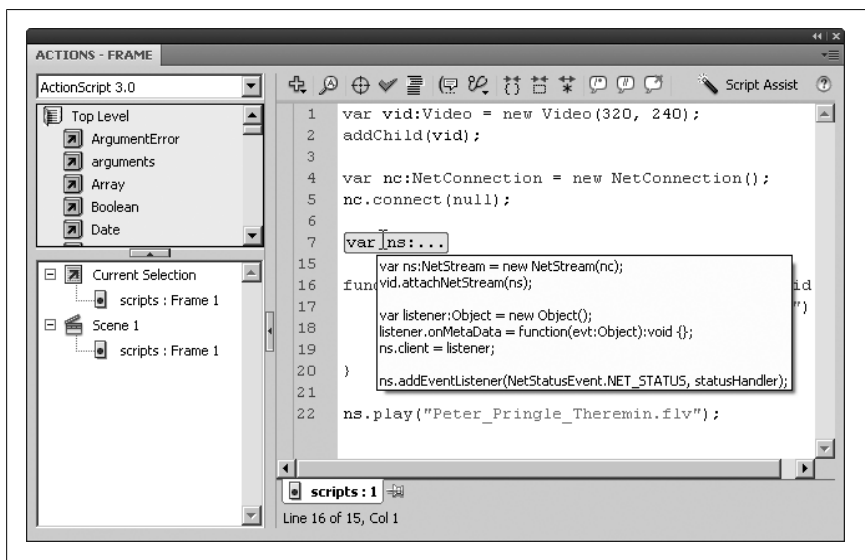 ACTIONS - FRAME
ActionScript 3.0
Script Assist
Top Level
ArgumentError
arguments
Array
Boolean
Date
Current Selection
scripts : Frame 1
Scene 1
scripts : Frame 1
1 var vid:Video = new Video(320, 240);
2 addChild(vid);
3
4 var nc:NetConnection = new NetConnection();
5 nc.connect(null);
6
7 var ns:...
15
16 func id
17 ")
18
19
20 }
21
22 ns.play("Peter_Pringle_Theremin.flv");
var ns:NetStream = new NetStream(nc);
vid.attachNetStream(ns);
var listener:Object = new Object();
listener.onMetaData = function(evt:Object):void {};
ns.client = listener;
ns.addEventListener(NetStatusEvent.NET_STATUS, statusHandler);
scripts : 1
Line 16 of 15, Col 1